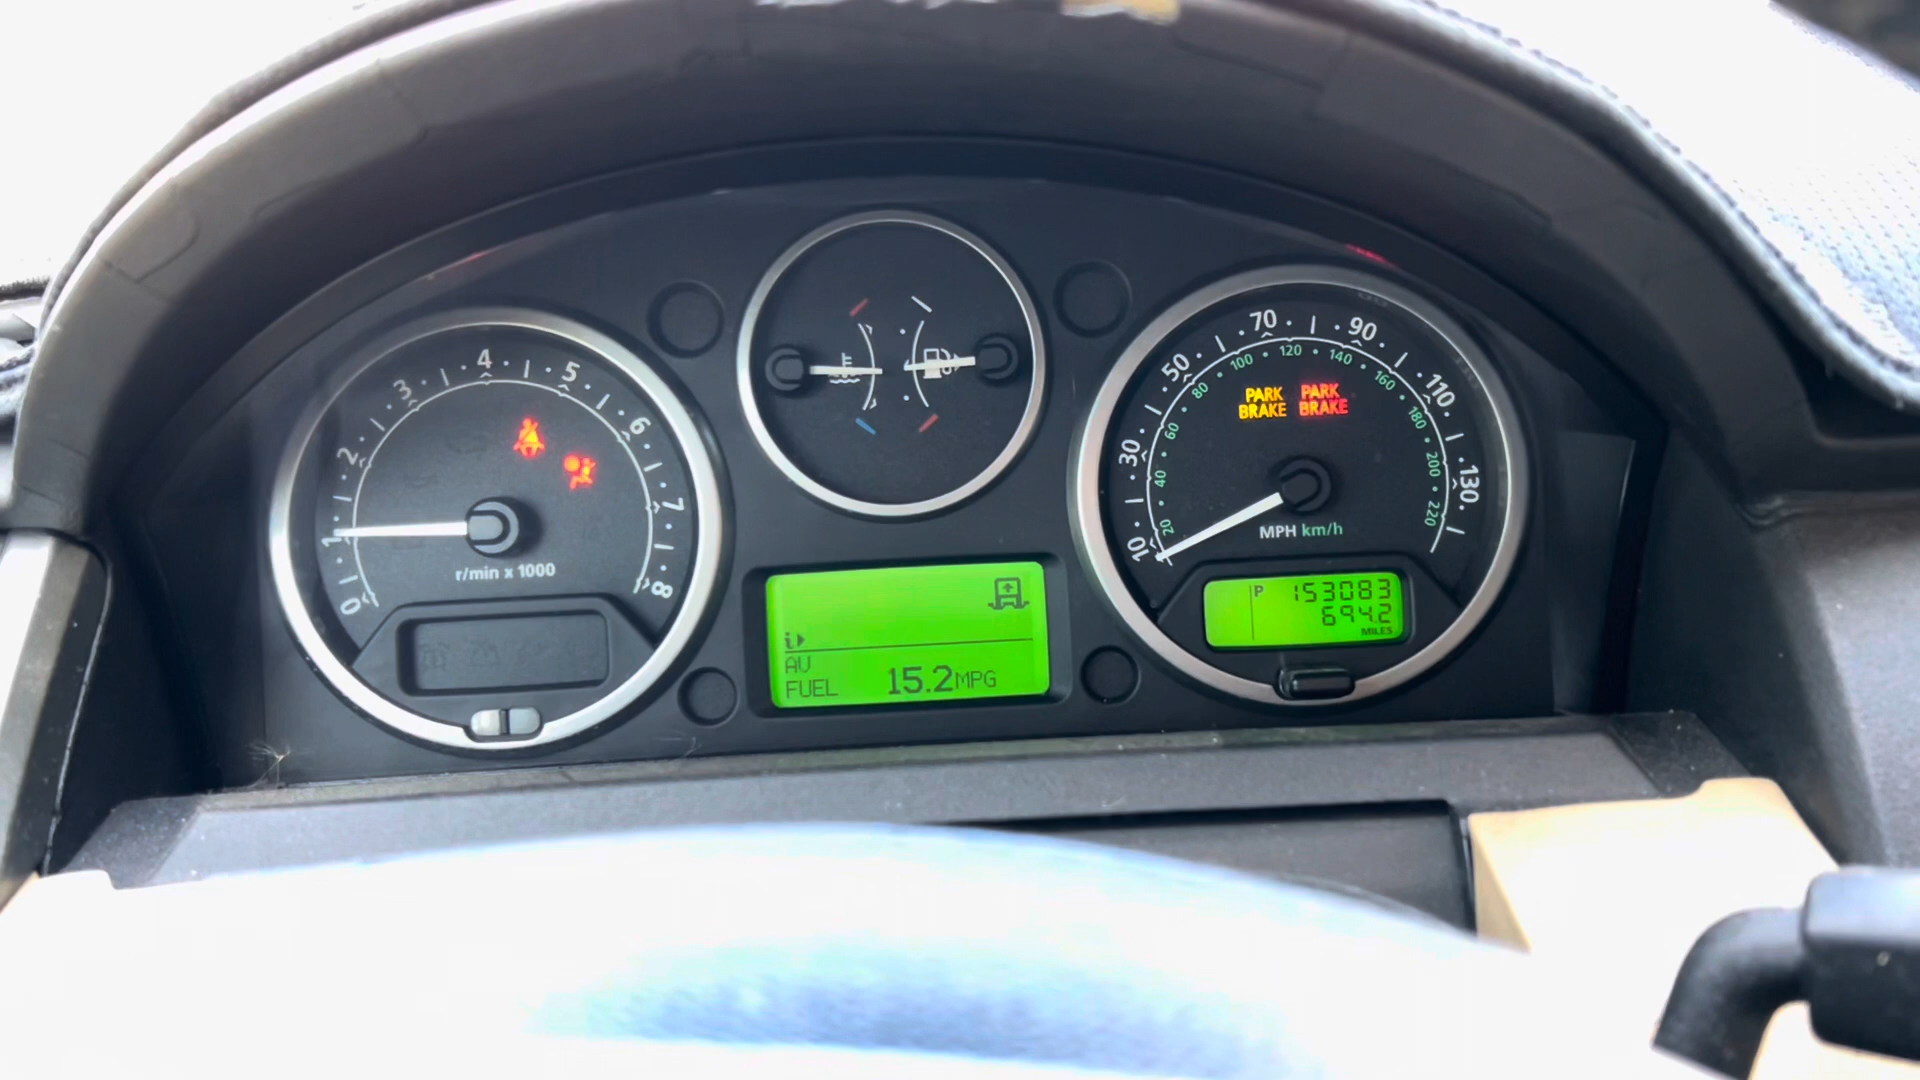 0 1 2 3 4 5 6 7 8
r/min x 1000
10 30 50 70 90 110 130
20 40 60 80 100 120 140 160 180 200 220
PARK BRAKE
PARK BRAKE
MPH km/h
P 153083
694.2
MILES
i
AV
FUEL 15.2MPG